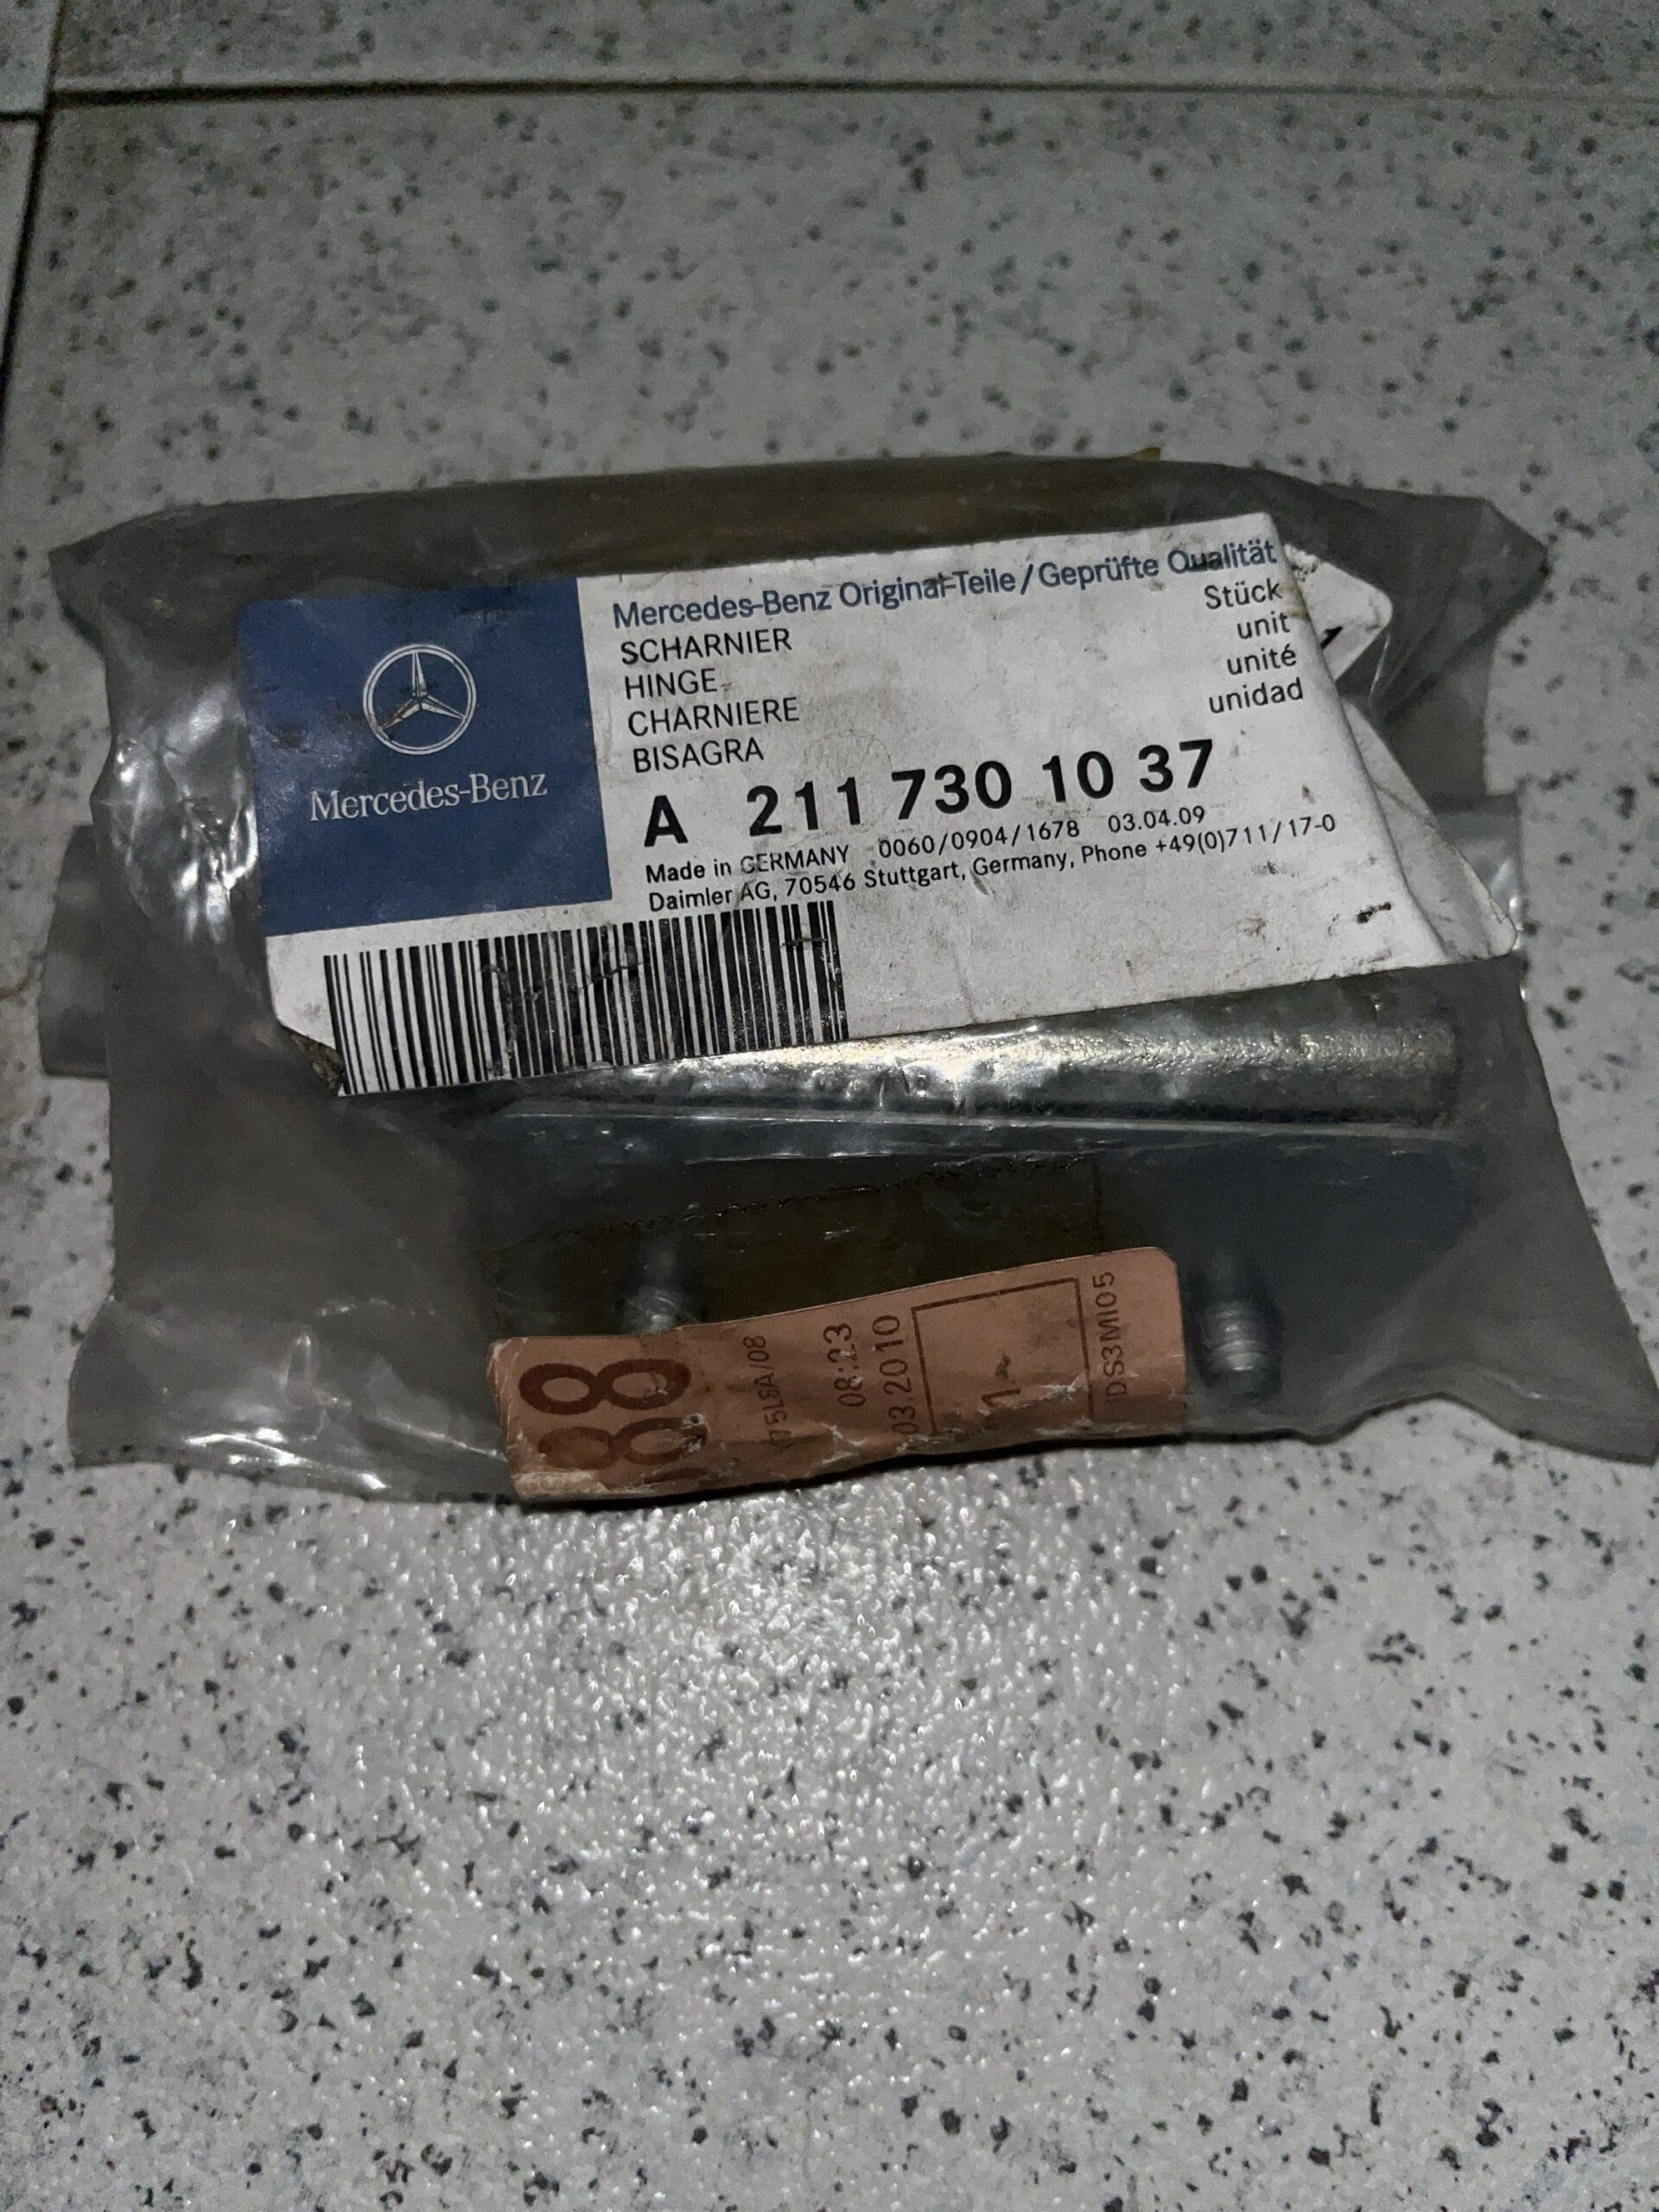 Mercedes-Benz
Mercedes-Benz Original-Teile/Geprüfte Qualität
SCHARNIER
HINGE
CHARNIERE
BISAGRA
Stück
unit
unité
unidad
1
A 211 730 10 37
Made in GERMANY 0060/0904/1678 03.04.09
Daimler AG, 70546 Stuttgart, Germany, Phone +49(0)711/17-0
88
08:23
03.2010
1
DS3MI05